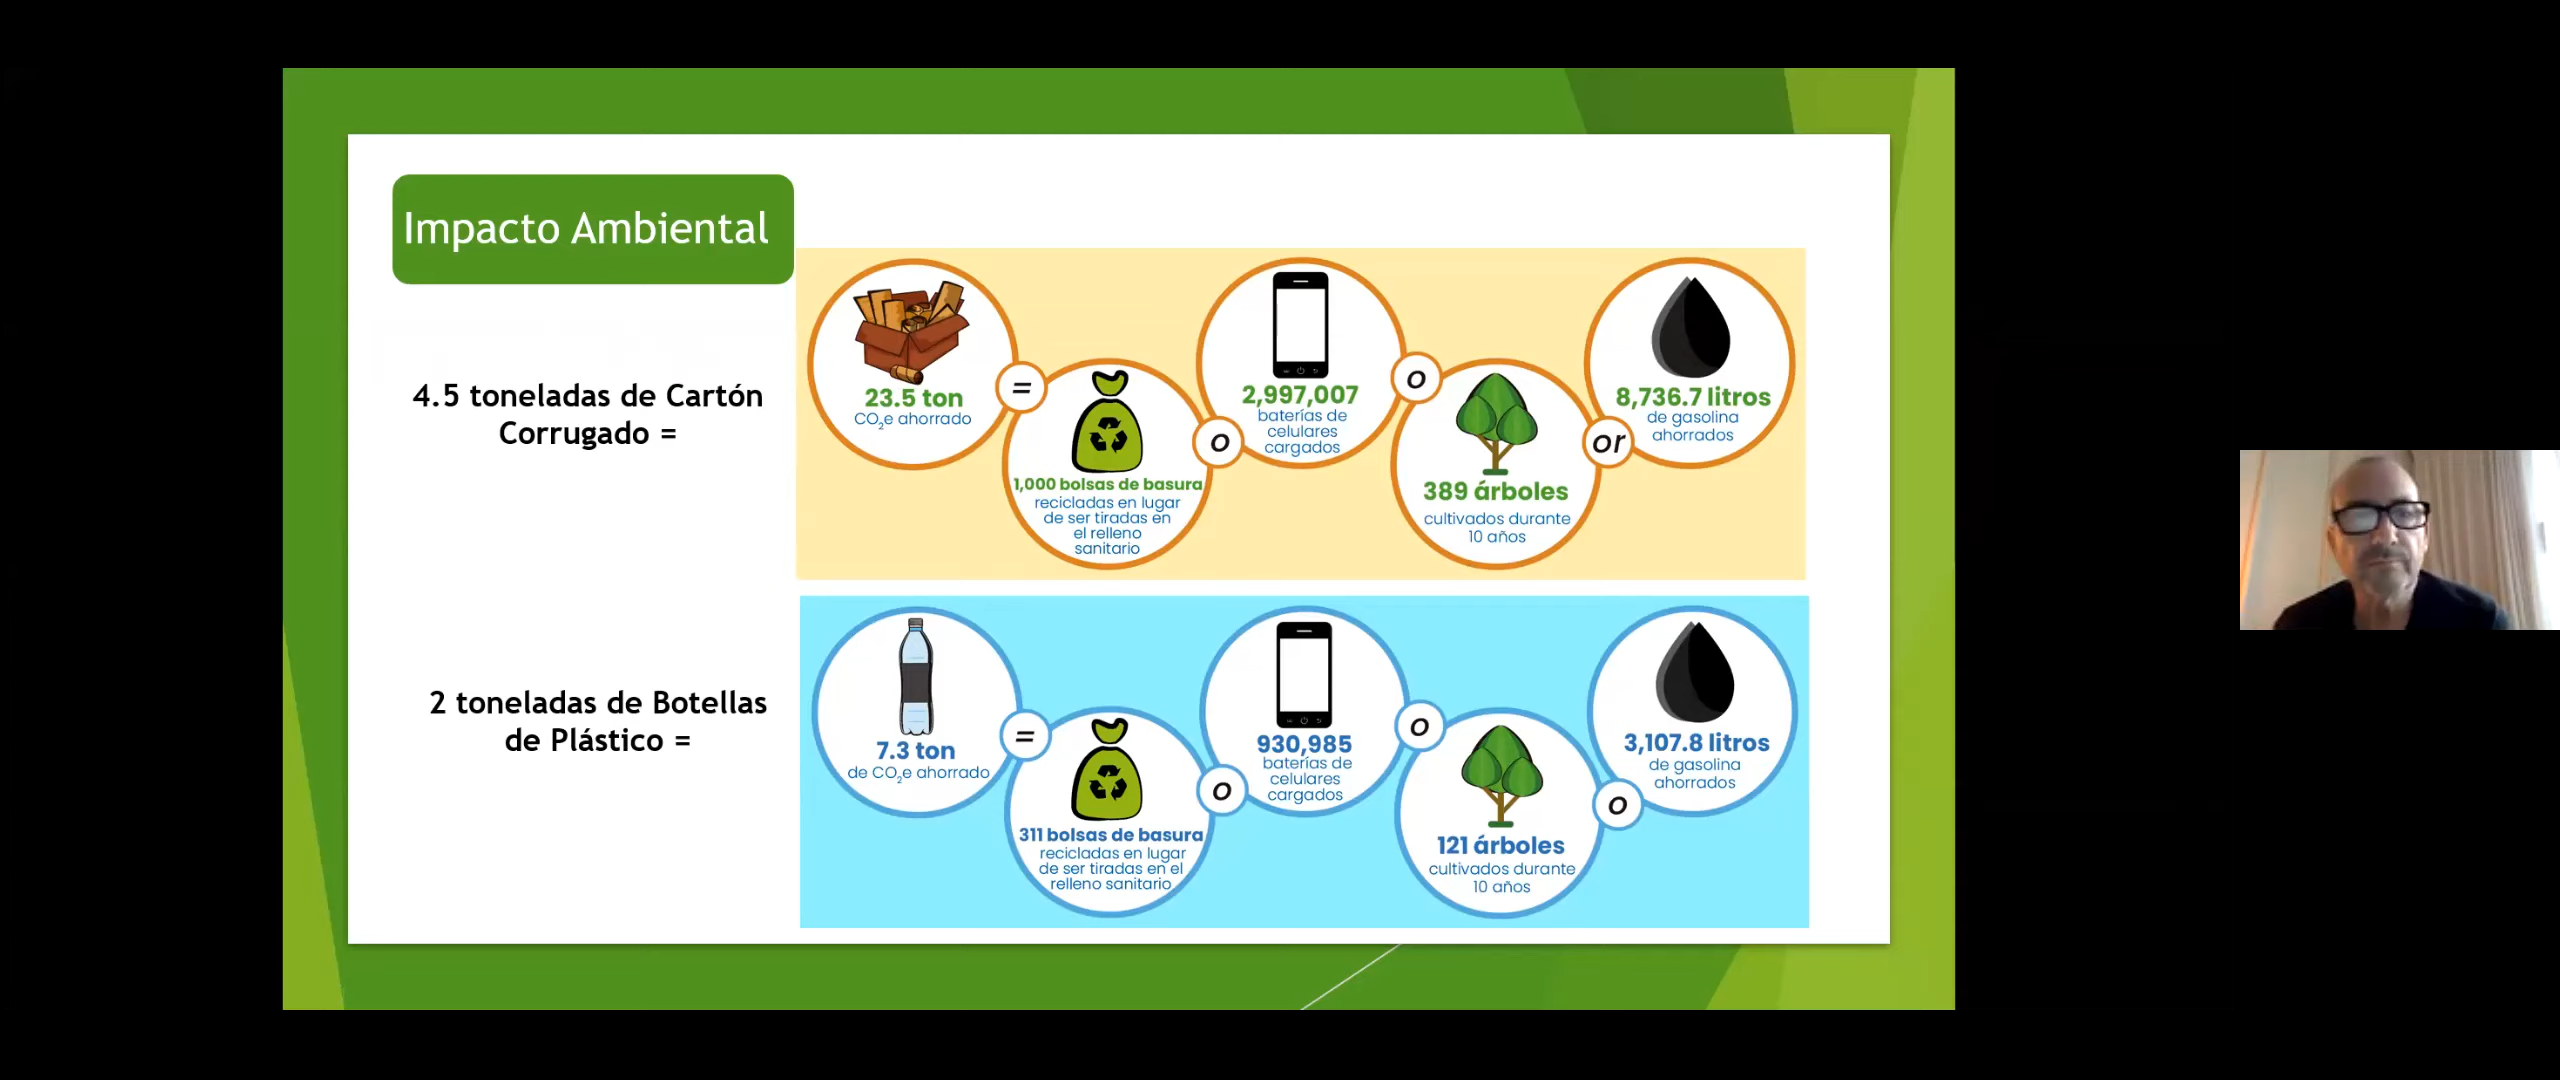 Impacto Ambiental
4.5 toneladas de Cartón
Corrugado =
23.5 ton
CO₂e ahorrado
=
1,000 bolsas de basura
recicladas en lugar
de ser tiradas en
el relleno
sanitario
o
2,997,007
baterías de
celulares
cargados
o
389 árboles
cultivados durante
10 años
or
8,736.7 litros
de gasolina
ahorrados
2 toneladas de Botellas
de Plástico =
7.3 ton
de CO₂e ahorrado
=
311 bolsas de basura
recicladas en lugar
de ser tiradas en el
relleno sanitario
o
930,985
baterías de
celulares
cargados
o
121 árboles
cultivados durante
10 años
o
3,107.8 litros
de gasolina
ahorrados